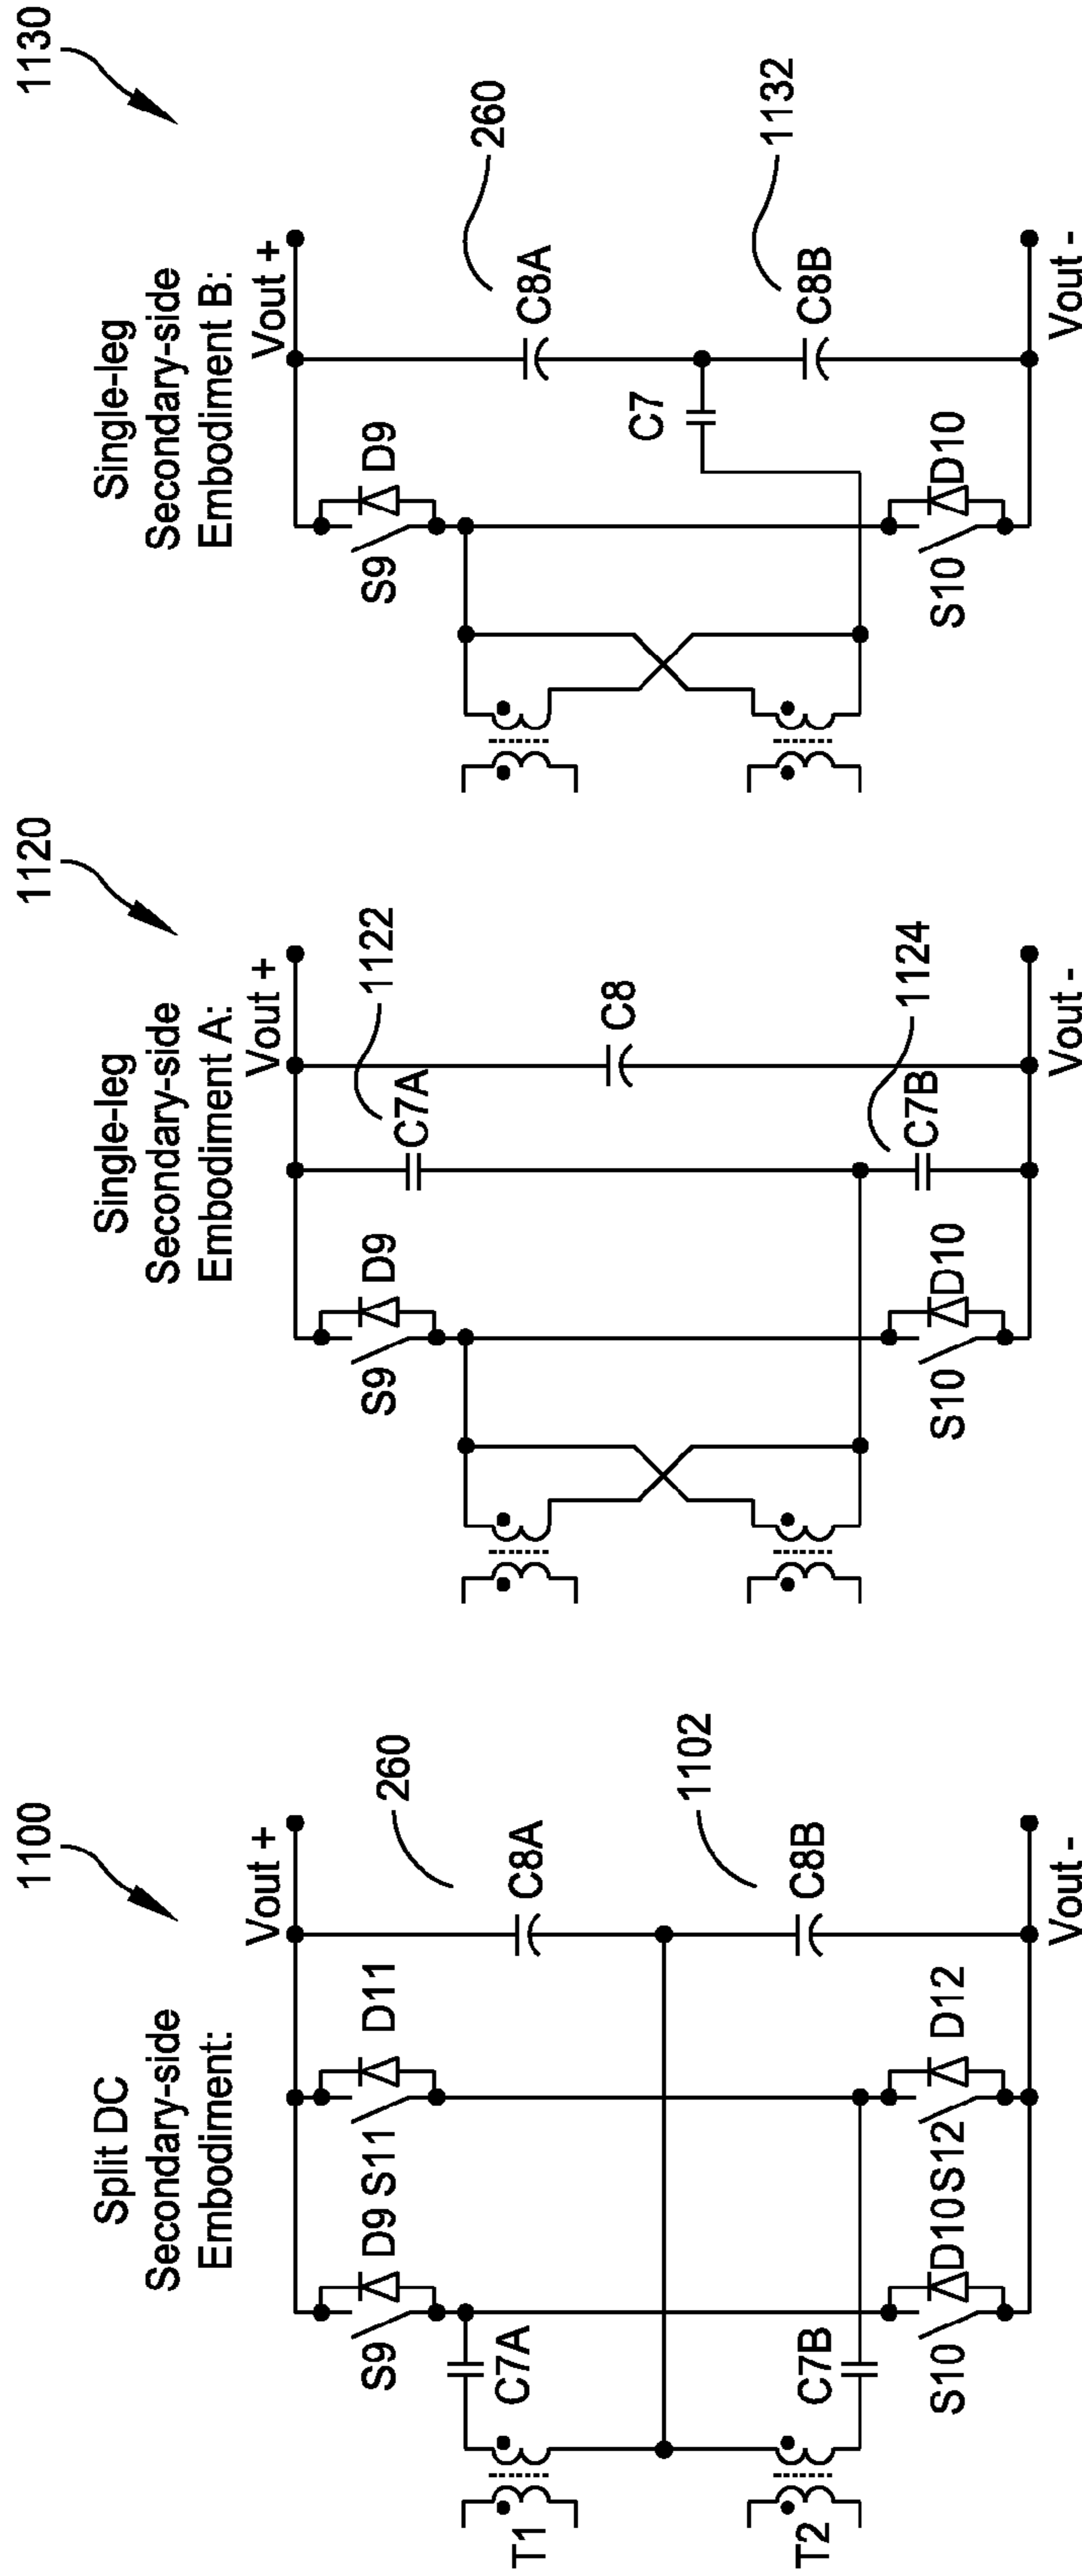 1100
Split DC
Secondary-side
Embodiment:
Vout +
S9
D9
S11
D11
260
C8A
C7A
T1
1102
C8B
C7B
T2
S10
D10
S12
D12
Vout -
1120
Single-leg
Secondary-side
Embodiment A:
Vout +
S9
D9
1122
C7A
C8
1124
C7B
S10
D10
Vout -
1130
Single-leg
Secondary-side
Embodiment B:
Vout +
S9
D9
260
C8A
C7
1132
C8B
S10
D10
Vout -